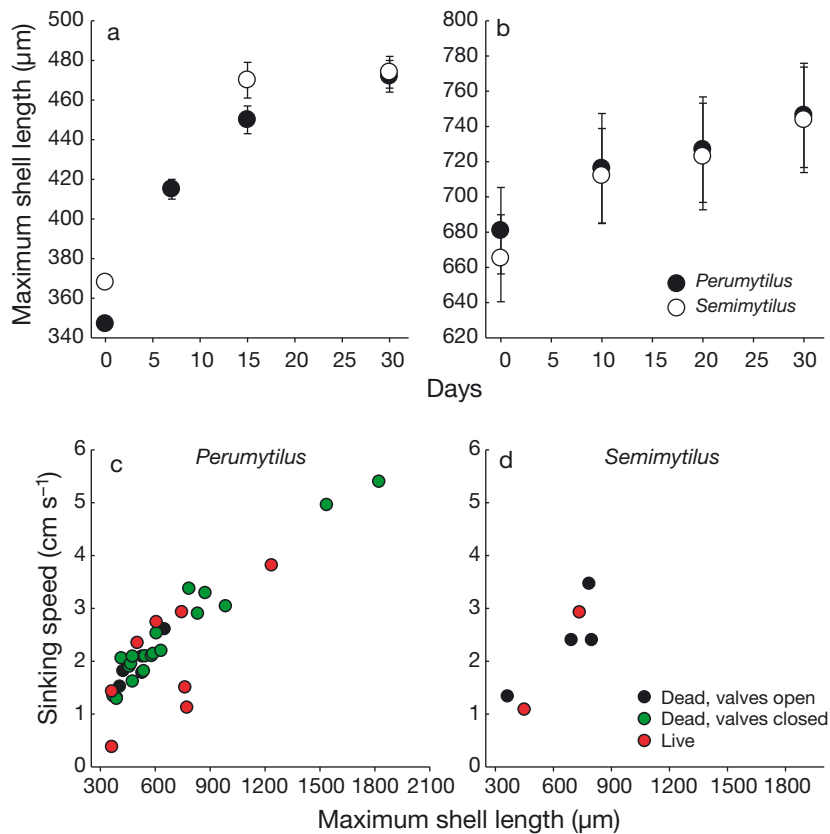 a
b
500
480
460
440
420
400
380
360
340
Maximum shell length (µm)
0 5 10 15 20 25 30
800
780
760
740
720
700
680
660
640
620
0 10 20 30
Perumytilus
Semimytilus
Days
c Perumytilus
d Semimytilus
6
5
4
3
2
1
0
Sinking speed (cm s⁻¹)
300 600 900 1200 1500 1800 2100
6
5
4
3
2
1
0
300 600 900 1200 1500 1800
Dead, valves open
Dead, valves closed
Live
Maximum shell length (µm)